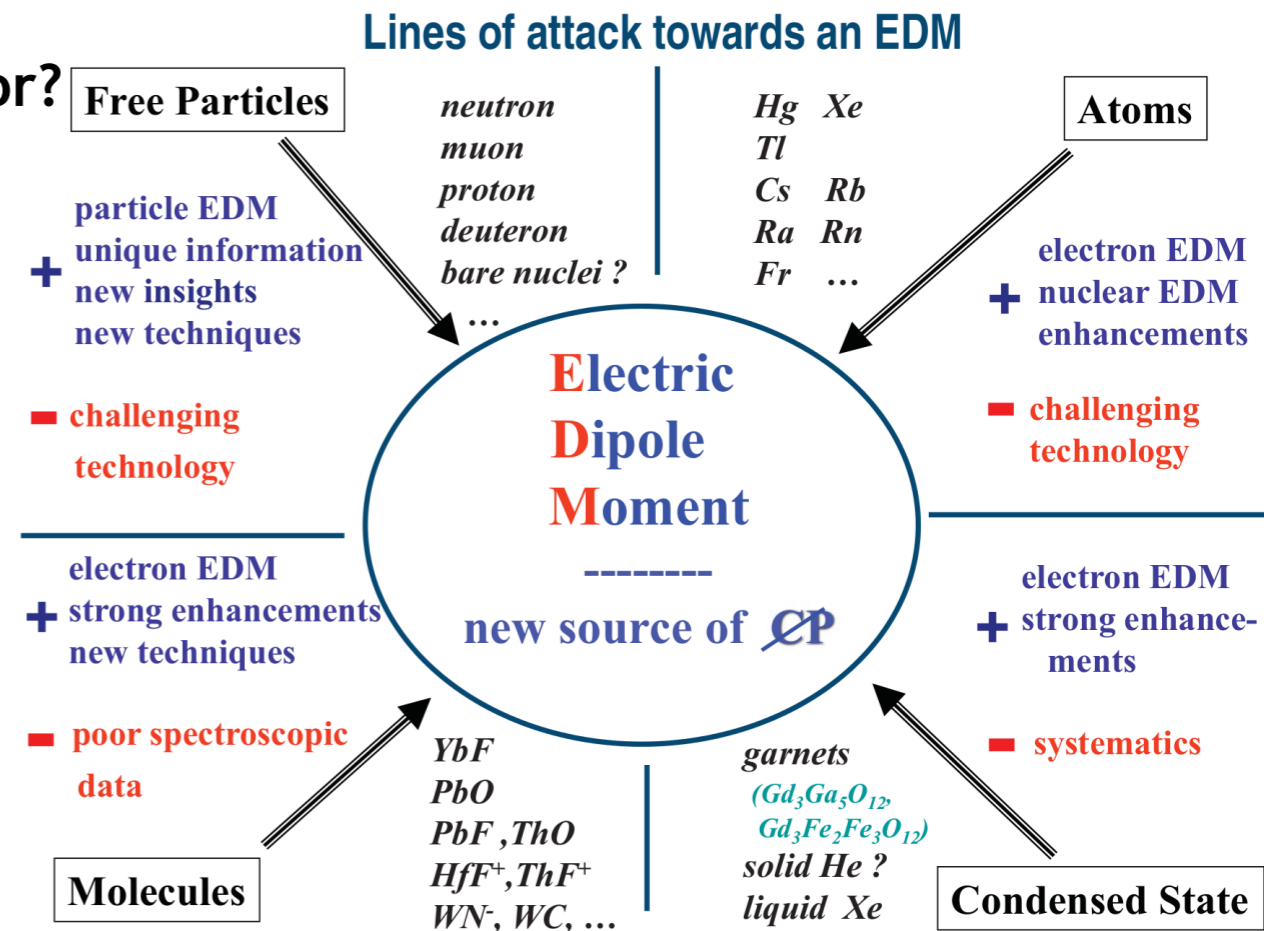 Lines of attack towards an EDM
or?
Free Particles
neutron
muon
proton
deuteron
bare nuclei ?
…
Hg Xe
Tl
Cs Rb
Ra Rn
Fr …
Atoms
+ particle EDM
unique information
new insights
new techniques
- challenging
technology
+ electron EDM
nuclear EDM
enhancements
- challenging
technology
Electric
Dipole
Moment
--------
new source of CP
+ electron EDM
strong enhancements
new techniques
- poor spectroscopic
data
+ electron EDM
strong enhance-
ments
- systematics
Molecules
YbF
PbO
PbF ,ThO
HfF⁺,ThF⁺
WN⁻, WC, …
garnets
(Gd₃Ga₅O₁₂,
Gd₃Fe₂Fe₃O₁₂)
solid He ?
liquid Xe
Condensed State